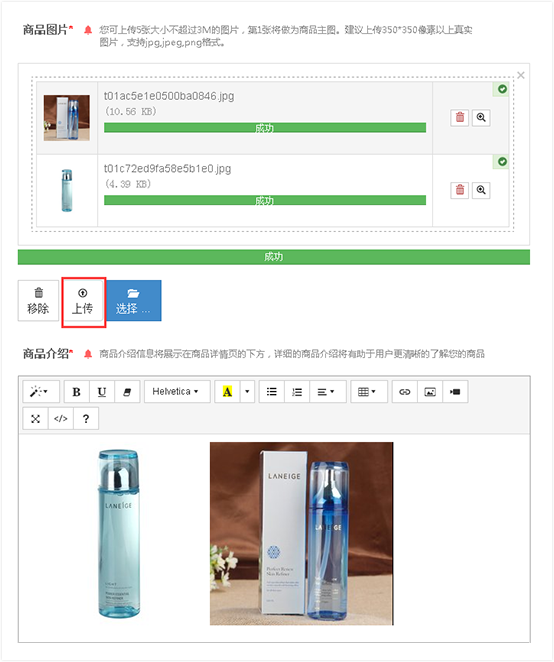 商品图片* 您可上传5张大小不超过3M的图片，第1张将做为商品主图。建议上传350*350像素以上真实
图片，支持jpg,jpeg,png格式。
t01ac5e1e0500ba0846.jpg
(10.56 KB)
成功
t01c72ed9fa58e5b1e0.jpg
(4.39 KB)
成功
成功
移除 上传 选择 ...
商品介绍* 商品介绍信息将展示在商品详情页的下方，详细的商品介绍将有助于用户更清晰的了解您的商品
B U Helvetica A
</> ?
LANEIGE
LANEIGE
LANEIGE
Perfect Renew
Skin Refiner